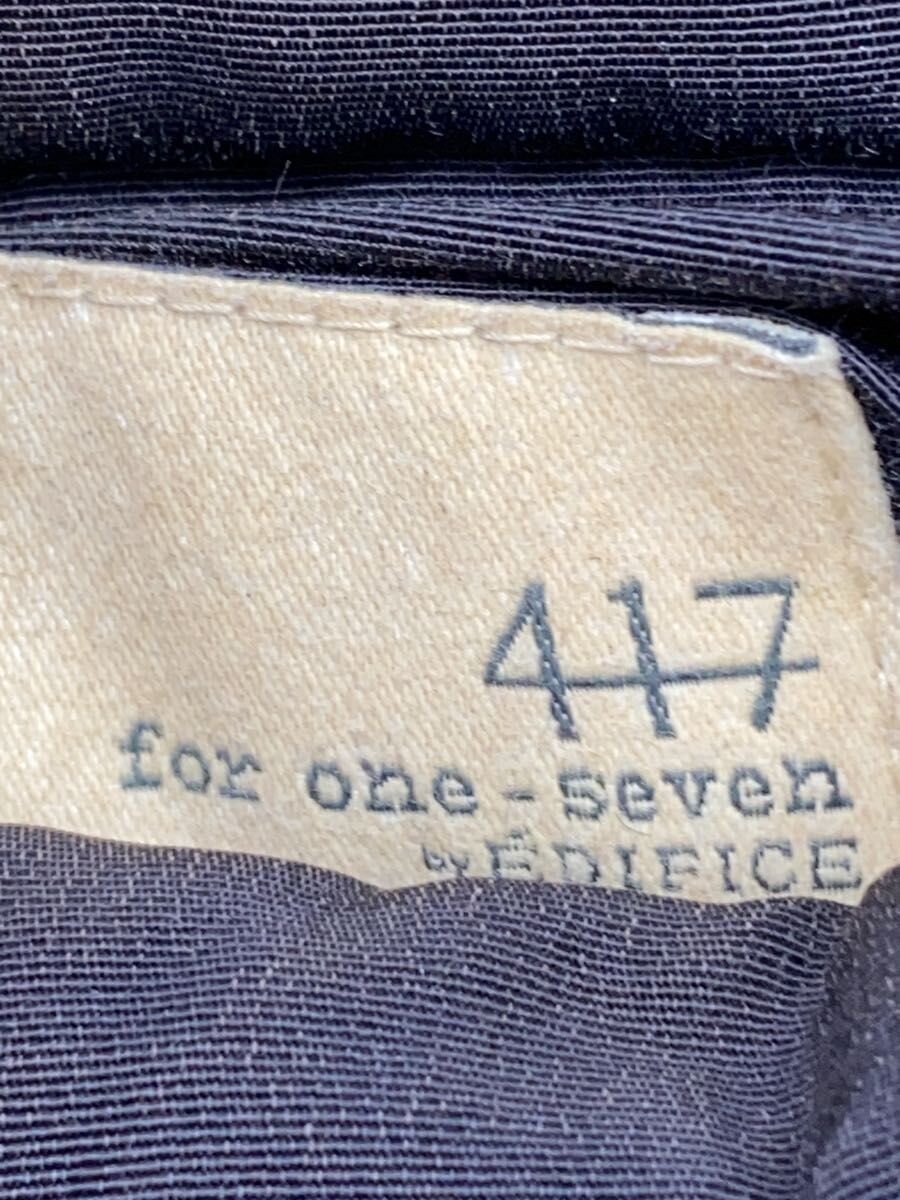 417
for one-seven
by EDIFICE